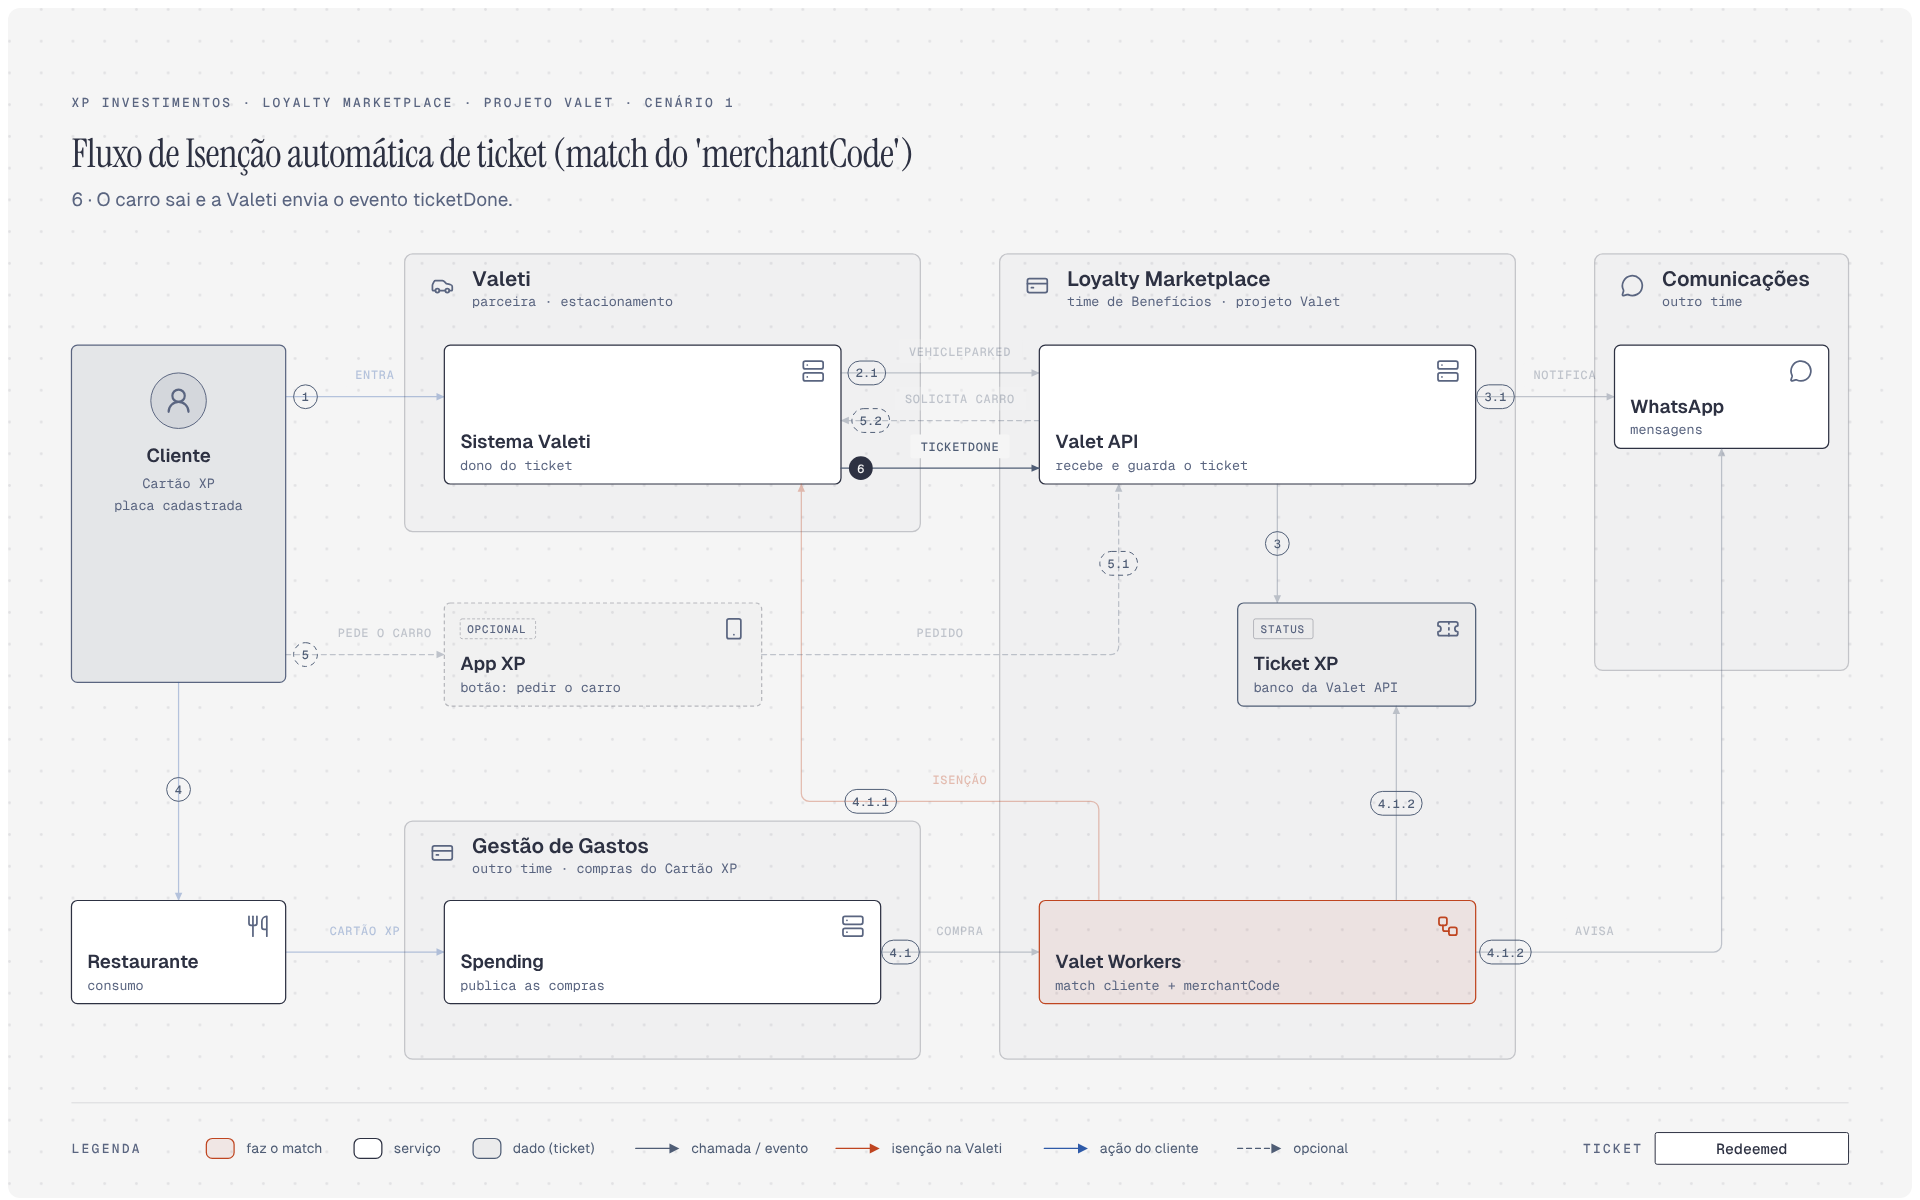 XP INVESTIMENTOS · LOYALTY MARKETPLACE · PROJETO VALET · CENÁRIO 1
Fluxo de Isenção automática de ticket (match do 'merchantCode')
6 · O carro sai e a Valeti envia o evento ticketDone.
Valeti
parceira · estacionamento
Loyalty Marketplace
time de Benefícios · projeto Valet
Comunicações
outro time
Cliente
Cartão XP
placa cadastrada
1
ENTRA
Sistema Valeti
dono do ticket
2.1
VEHICLEPARKED
5.2
SOLICITA CARRO
6
TICKETDONE
Valet API
recebe e guarda o ticket
3.1
NOTIFICA
WhatsApp
mensagens
3
5.1
5
PEDE O CARRO
OPCIONAL
App XP
botão: pedir o carro
PEDIDO
STATUS
Ticket XP
banco da Valet API
4
ISENÇÃO
4.1.1
4.1.2
Gestão de Gastos
outro time · compras do Cartão XP
Restaurante
consumo
CARTÃO XP
Spending
publica as compras
4.1
COMPRA
Valet Workers
match cliente + merchantCode
4.1.2
AVISA
LEGENDA
faz o match
serviço
dado (ticket)
chamada / evento
isenção na Valeti
ação do cliente
opcional
TICKET
Redeemed